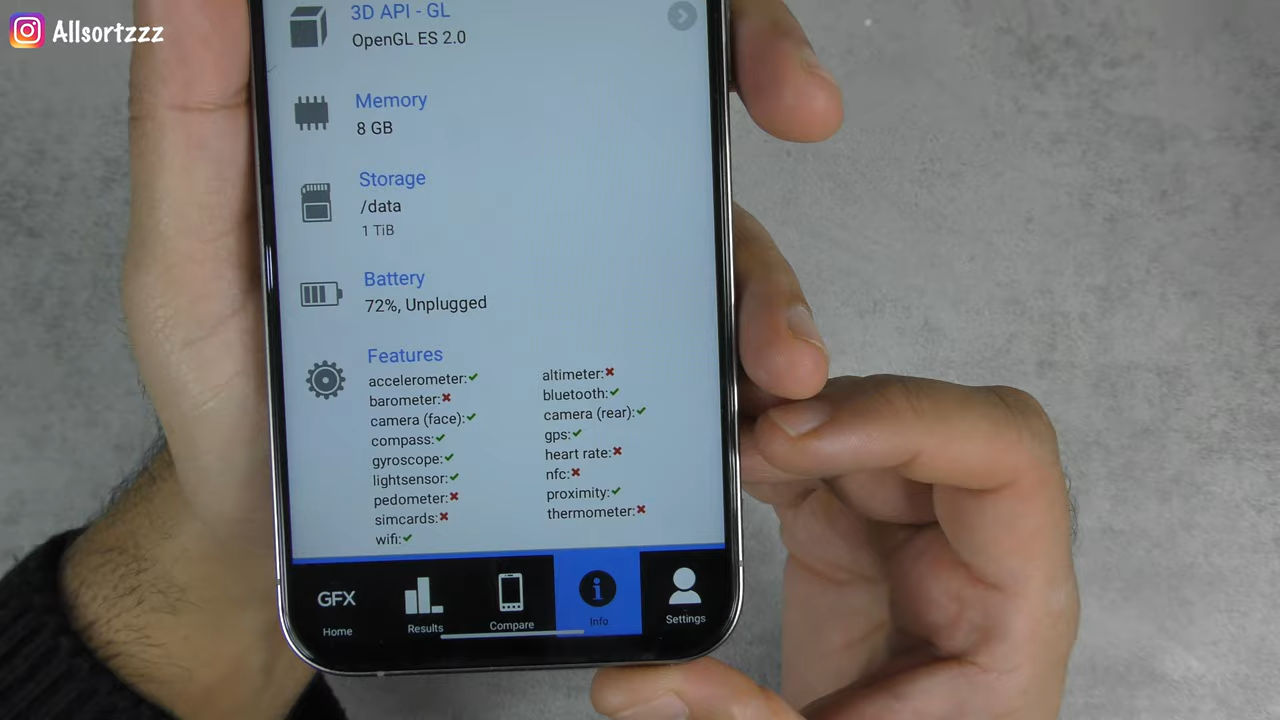 Allsortzzz
3D API - GL
OpenGL ES 2.0
Memory
8 GB
Storage
/data
1 TiB
Battery
72%, Unplugged
Features
accelerometer:✔
altimeter:✖
barometer:✖
bluetooth:✔
camera (face):✔
camera (rear):✔
compass:✔
gps:✔
gyroscope:✔
heart rate:✖
lightsensor:✔
nfc:✖
pedometer:✖
proximity:✔
simcards:✖
thermometer:✖
wifi:✔
GFX
Home
Results
Compare
Info
Settings